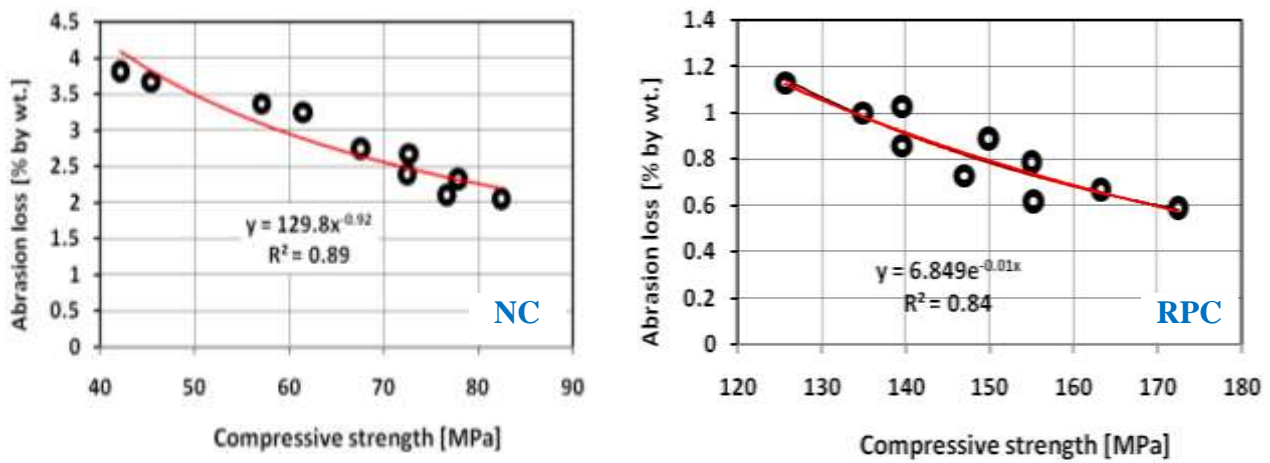 4.5
4
3.5
3
2.5
2
1.5
1
0.5
0
40 50 60 70 80 90
Abrasion loss [% by wt.]
Compressive strength [MPa]
y = 129.8x⁻⁰·⁹²
R² = 0.89
NC
1.4
1.2
1
0.8
0.6
0.4
0.2
0
120 130 140 150 160 170 180
Abrasion loss [% by wt.]
Compressive strength [MPa]
y = 6.849e⁻⁰·⁰¹ˣ
R² = 0.84
RPC